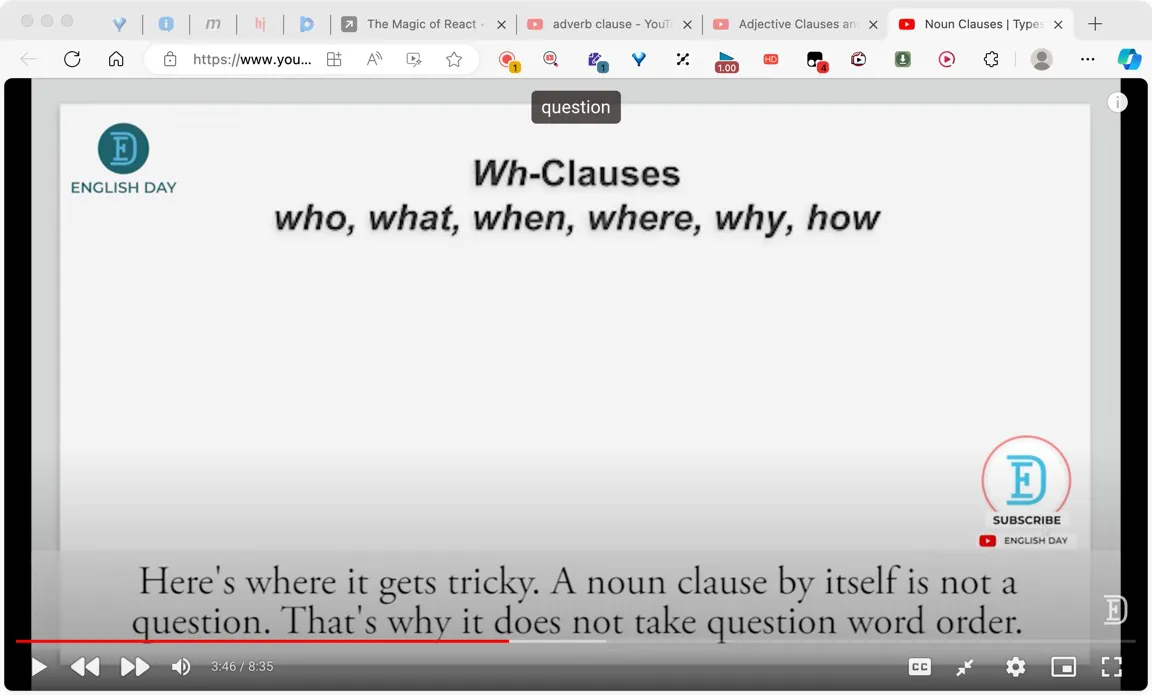 m
hj
The Magic of React
adverb clause - YouT
Adjective Clauses an
Noun Clauses | Types
https://www.you...
1
1
1.00
HD
4
question
ENGLISH DAY
Wh-Clauses
who, what, when, where, why, how
SUBSCRIBE
ENGLISH DAY
Here's where it gets tricky. A noun clause by itself is not a
question. That's why it does not take question word order.
3:46 / 8:35
CC